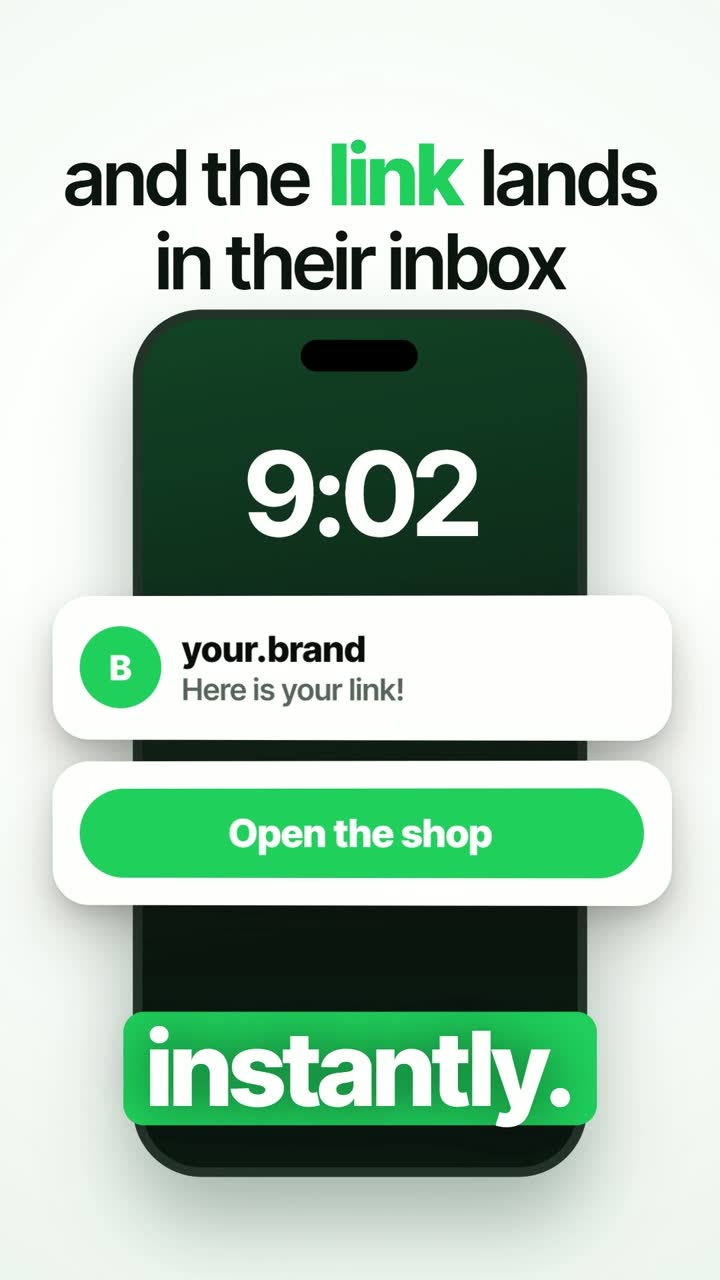 and the link lands
in their inbox
9:02
B
your.brand
Here is your link!
Open the shop
instantly.